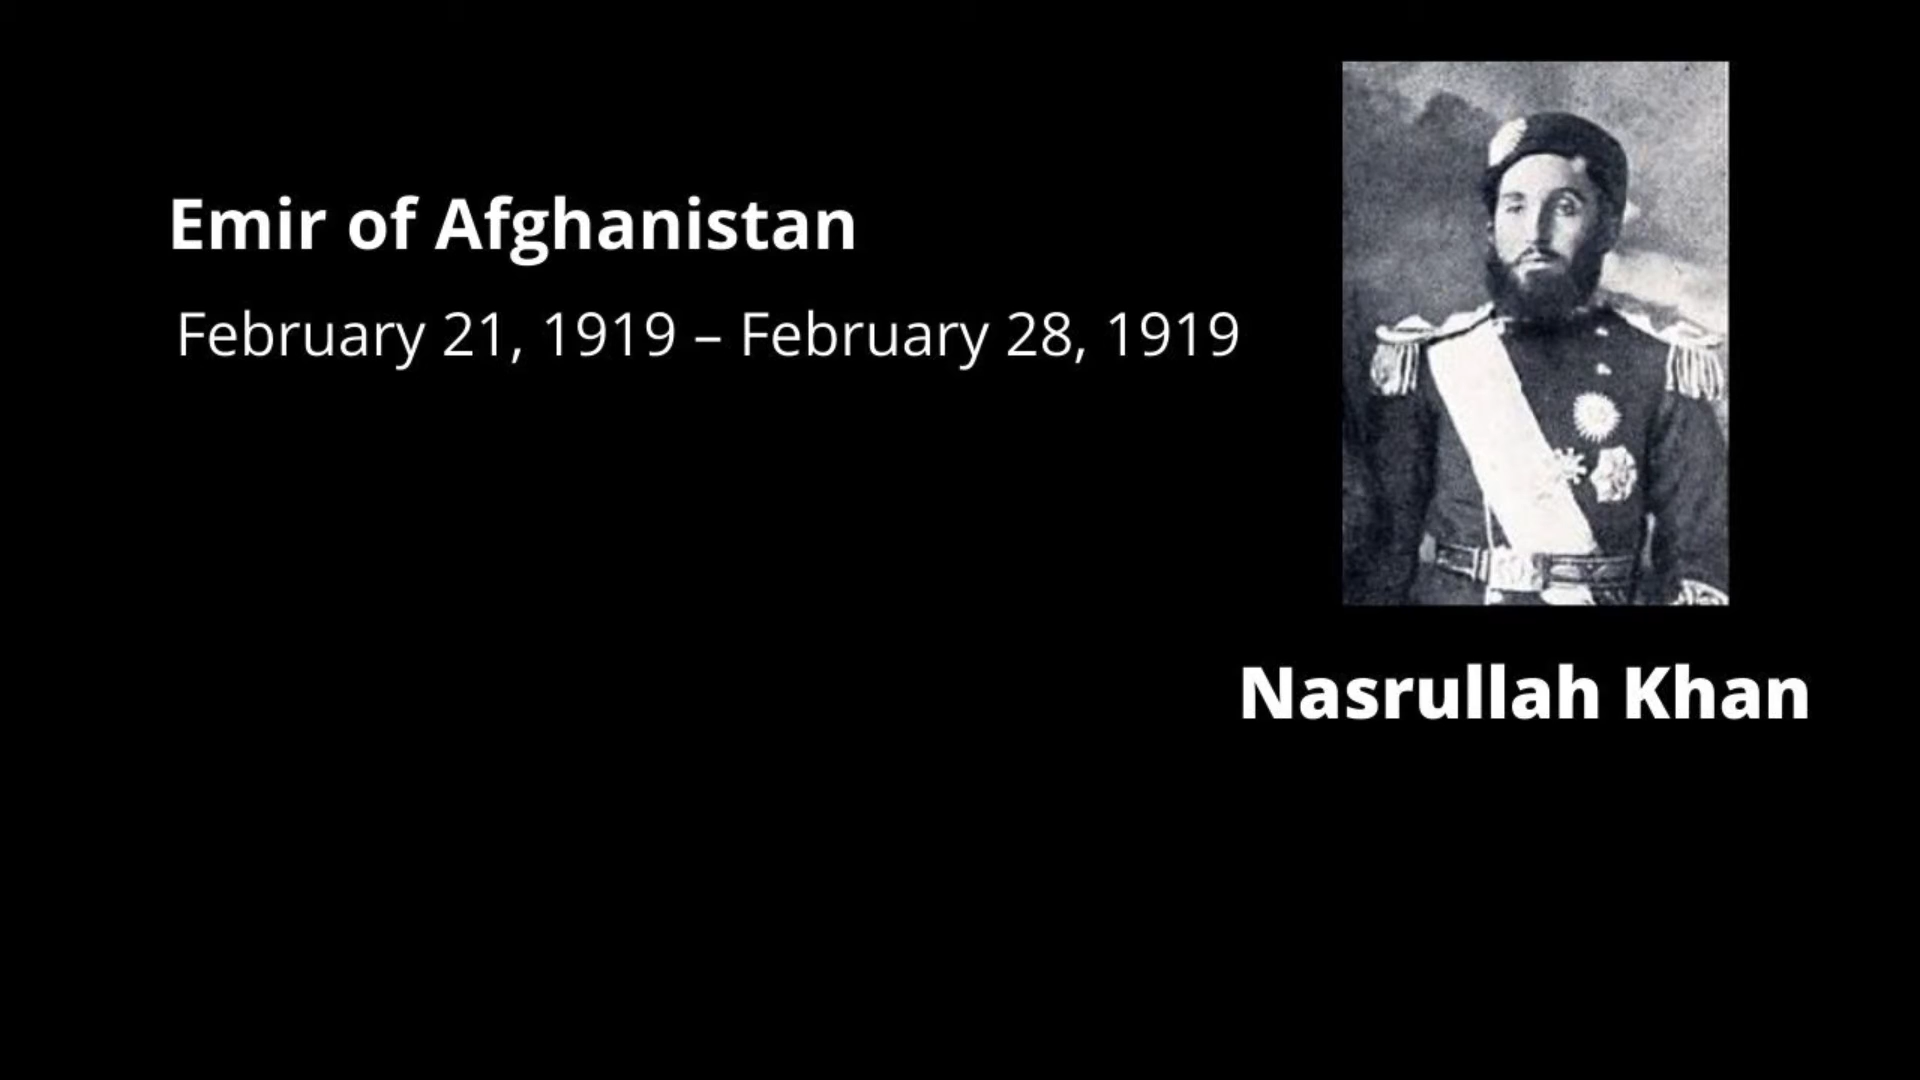 Emir of Afghanistan
February 21, 1919 – February 28, 1919
Nasrullah Khan